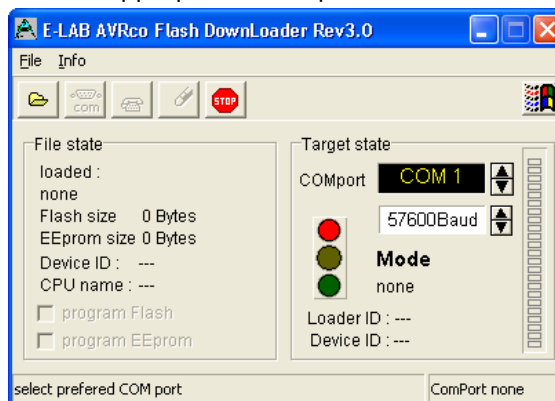 E-LAB AVRco Flash DownLoader Rev3.0
File Info
com
STOP
File state
loaded :
none
Flash size 0 Bytes
EEprom size 0 Bytes
Device ID : ---
CPU name : ---
program Flash
program EEprom
Target state
COMport COM 1
57600Baud
Mode
none
Loader ID : ---
Device ID : ---
select prefered COM port
ComPort none